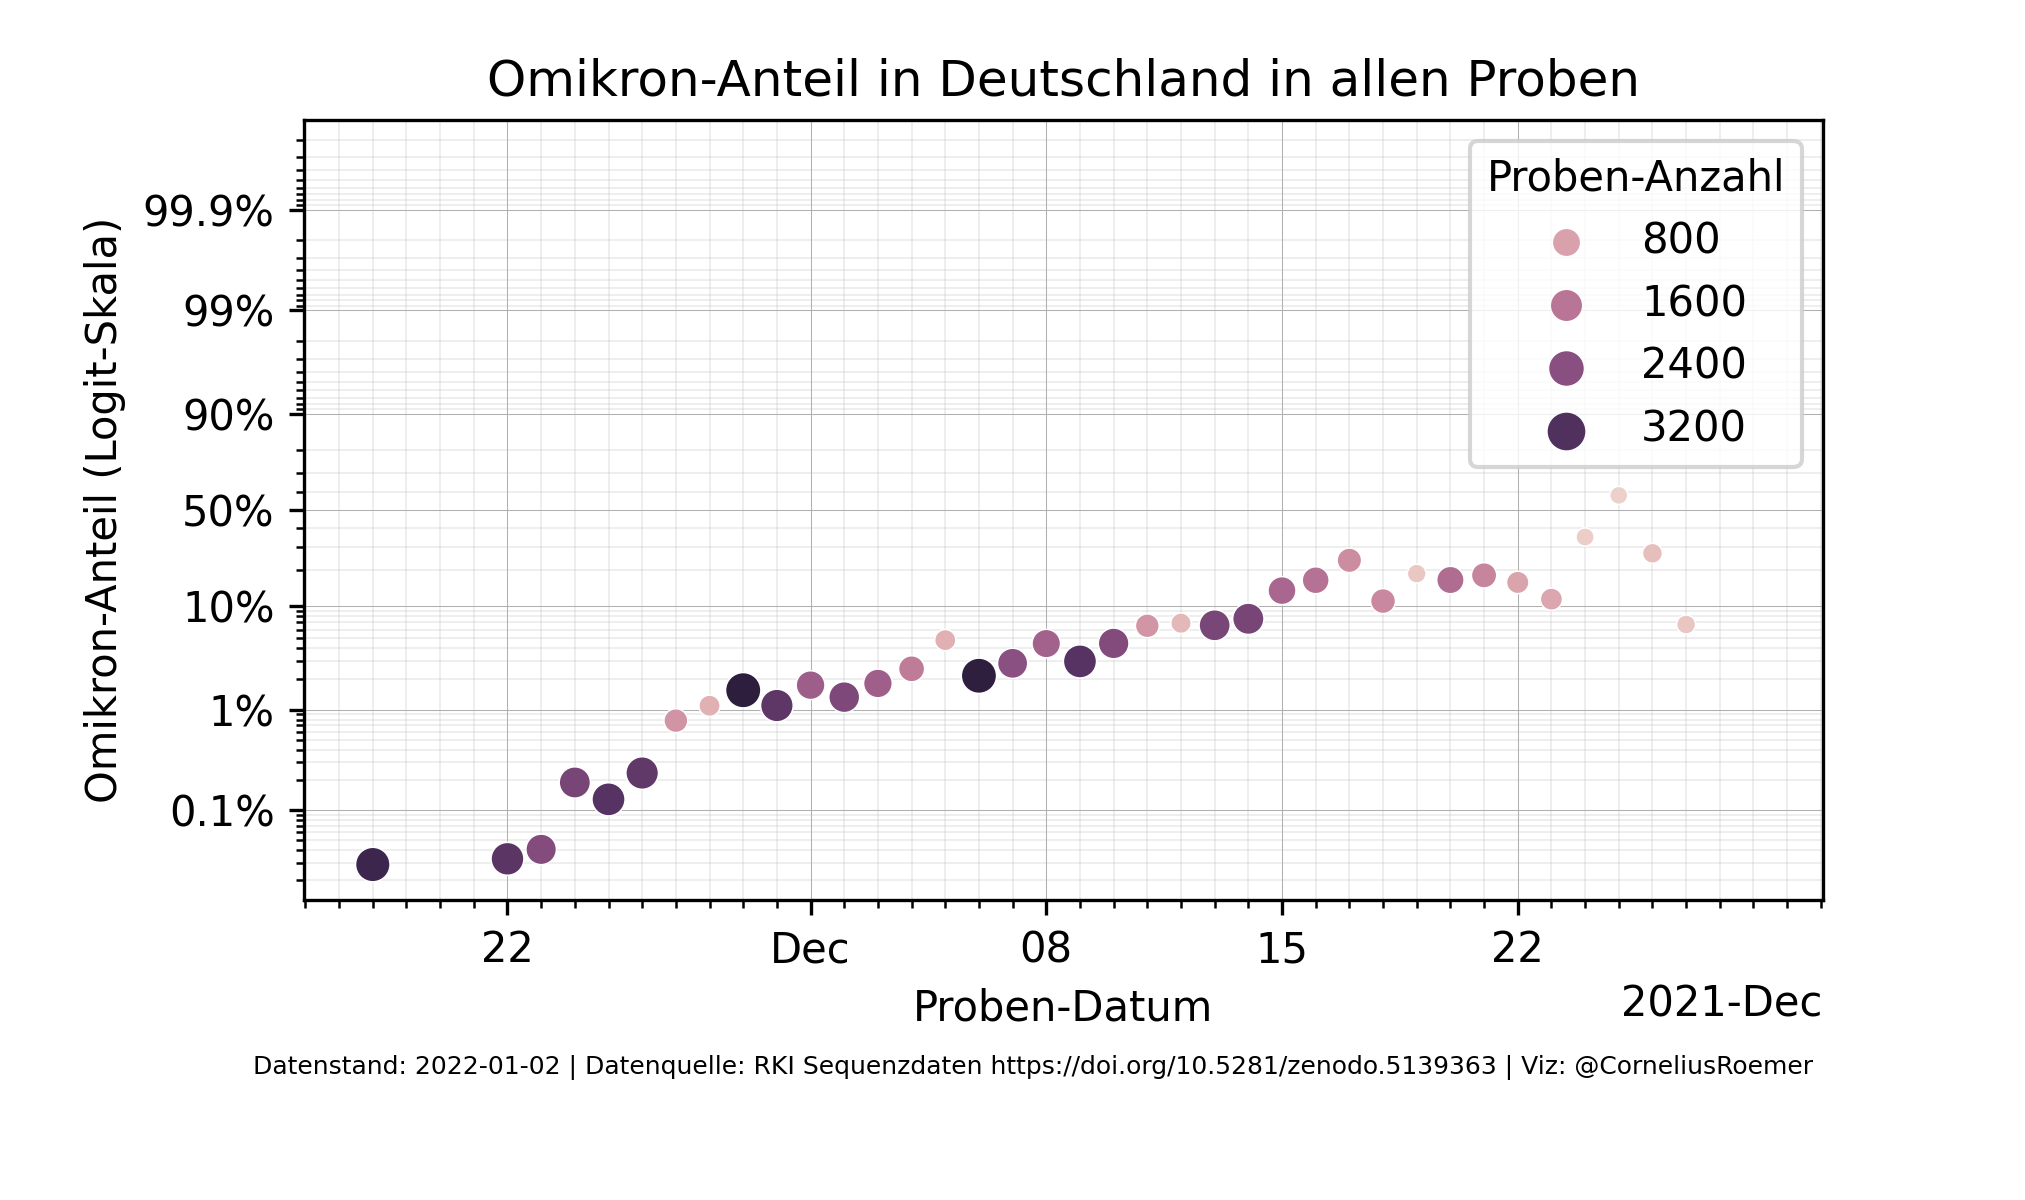 Omikron-Anteil in Deutschland in allen Proben
Omikron-Anteil (Logit-Skala)
99.9%
99%
90%
50%
10%
1%
0.1%
Proben-Anzahl
800
1600
2400
3200
22 Dec 08 15 22
Proben-Datum
2021-Dec
Datenstand: 2022-01-02 | Datenquelle: RKI Sequenzdaten https://doi.org/10.5281/zenodo.5139363 | Viz: @CorneliusRoemer